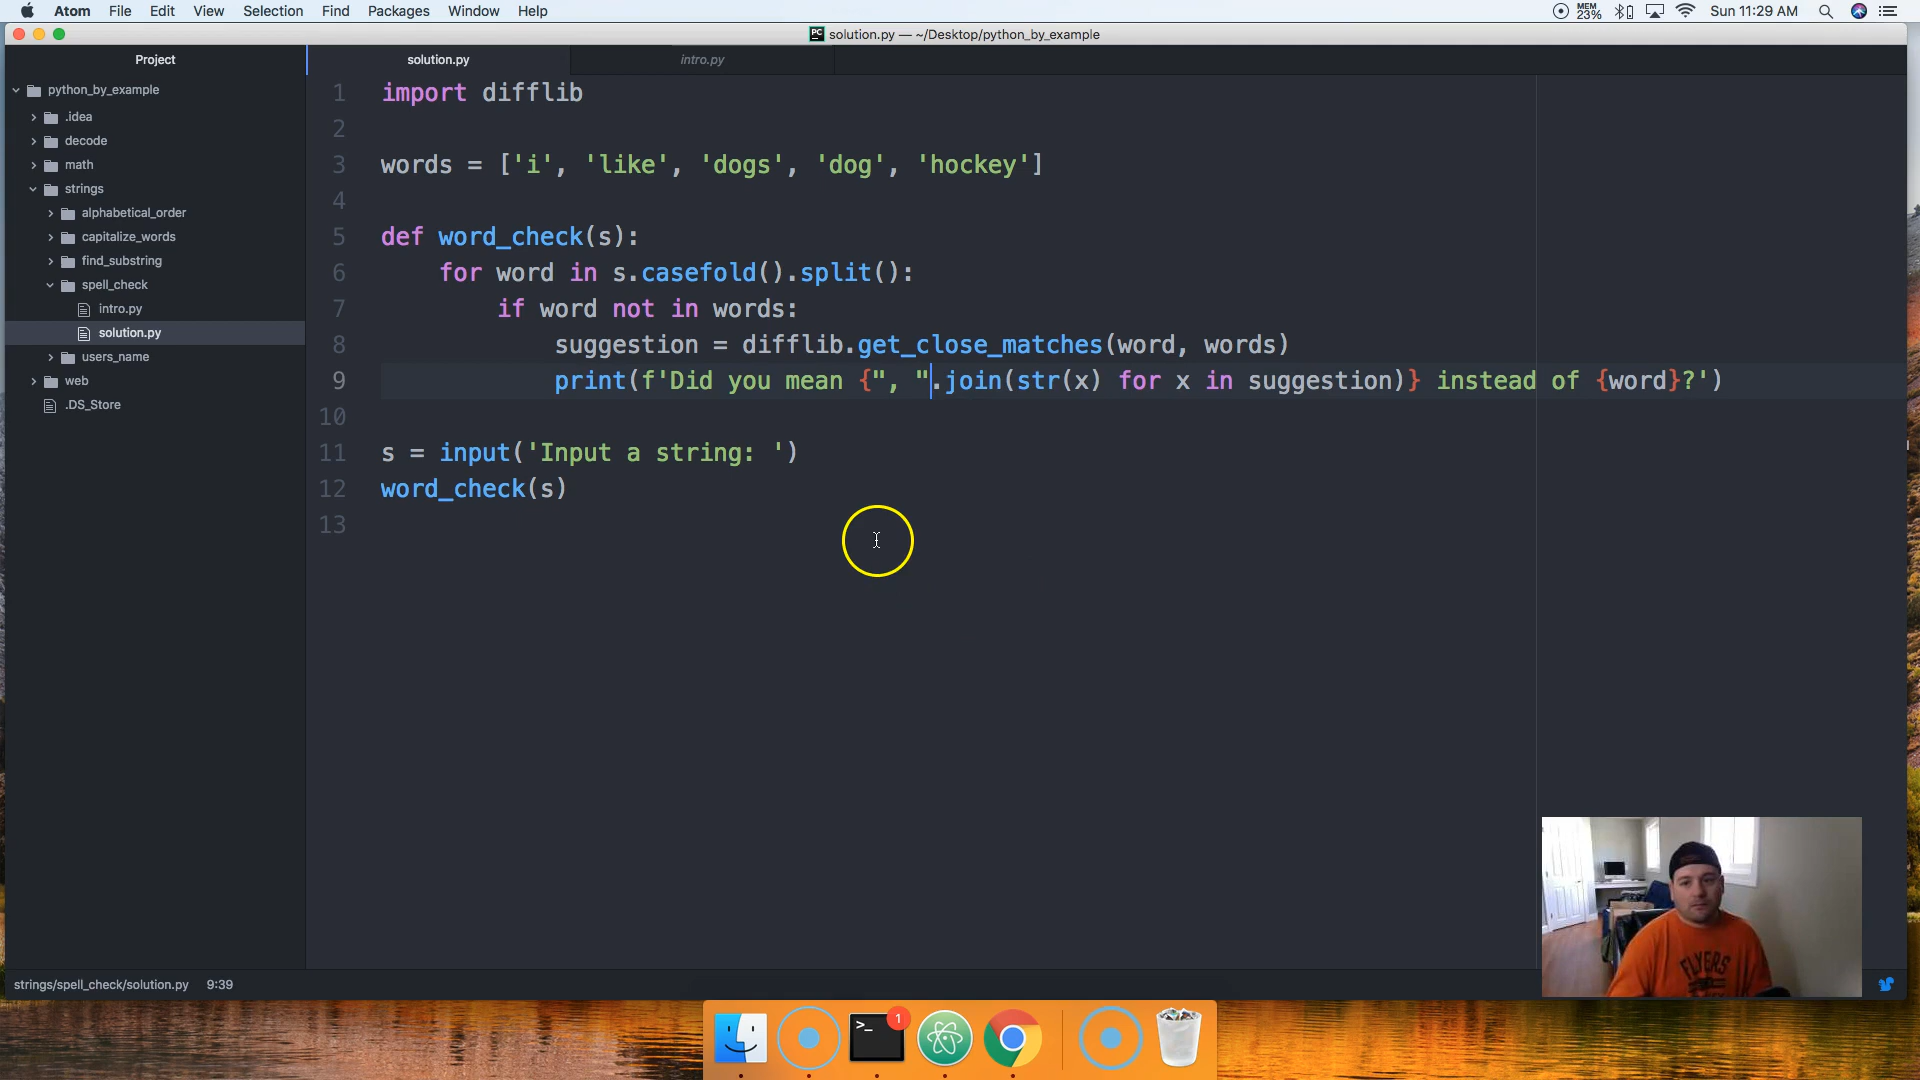 Atom File Edit View Selection Find Packages Window Help
MEM 23% Sun 11:29 AM
PC solution.py — ~/Desktop/python_by_example
Project
python_by_example
.idea
decode
math
strings
alphabetical_order
capitalize_words
find_substring
spell_check
intro.py
solution.py
users_name
web
.DS_Store
solution.py intro.py
1 import difflib
2
3 words = ['i', 'like', 'dogs', 'dog', 'hockey']
4
5 def word_check(s):
6 for word in s.casefold().split():
7 if word not in words:
8 suggestion = difflib.get_close_matches(word, words)
9 print(f'Did you mean {", ".join(str(x) for x in suggestion)} instead of {word}?')
10
11 s = input('Input a string: ')
12 word_check(s)
13
FLYERS
strings/spell_check/solution.py 9:39
>_ 1